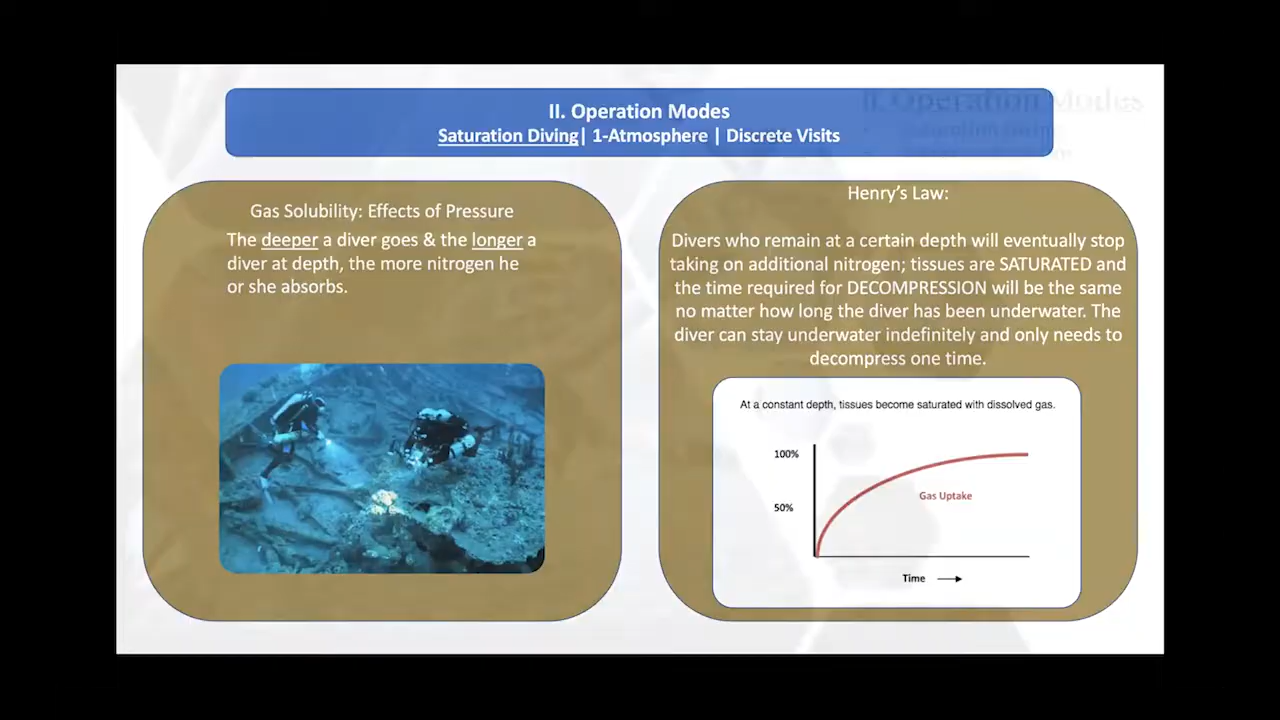 II. Operation Modes
Saturation Diving| 1-Atmosphere | Discrete Visits
Gas Solubility: Effects of Pressure
The deeper a diver goes & the longer a
diver at depth, the more nitrogen he
or she absorbs.
Henry’s Law:
Divers who remain at a certain depth will eventually stop
taking on additional nitrogen; tissues are SATURATED and
the time required for DECOMPRESSION will be the same
no matter how long the diver has been underwater. The
diver can stay underwater indefinitely and only needs to
decompress one time.
At a constant depth, tissues become saturated with dissolved gas.
100%
Gas Uptake
50%
Time